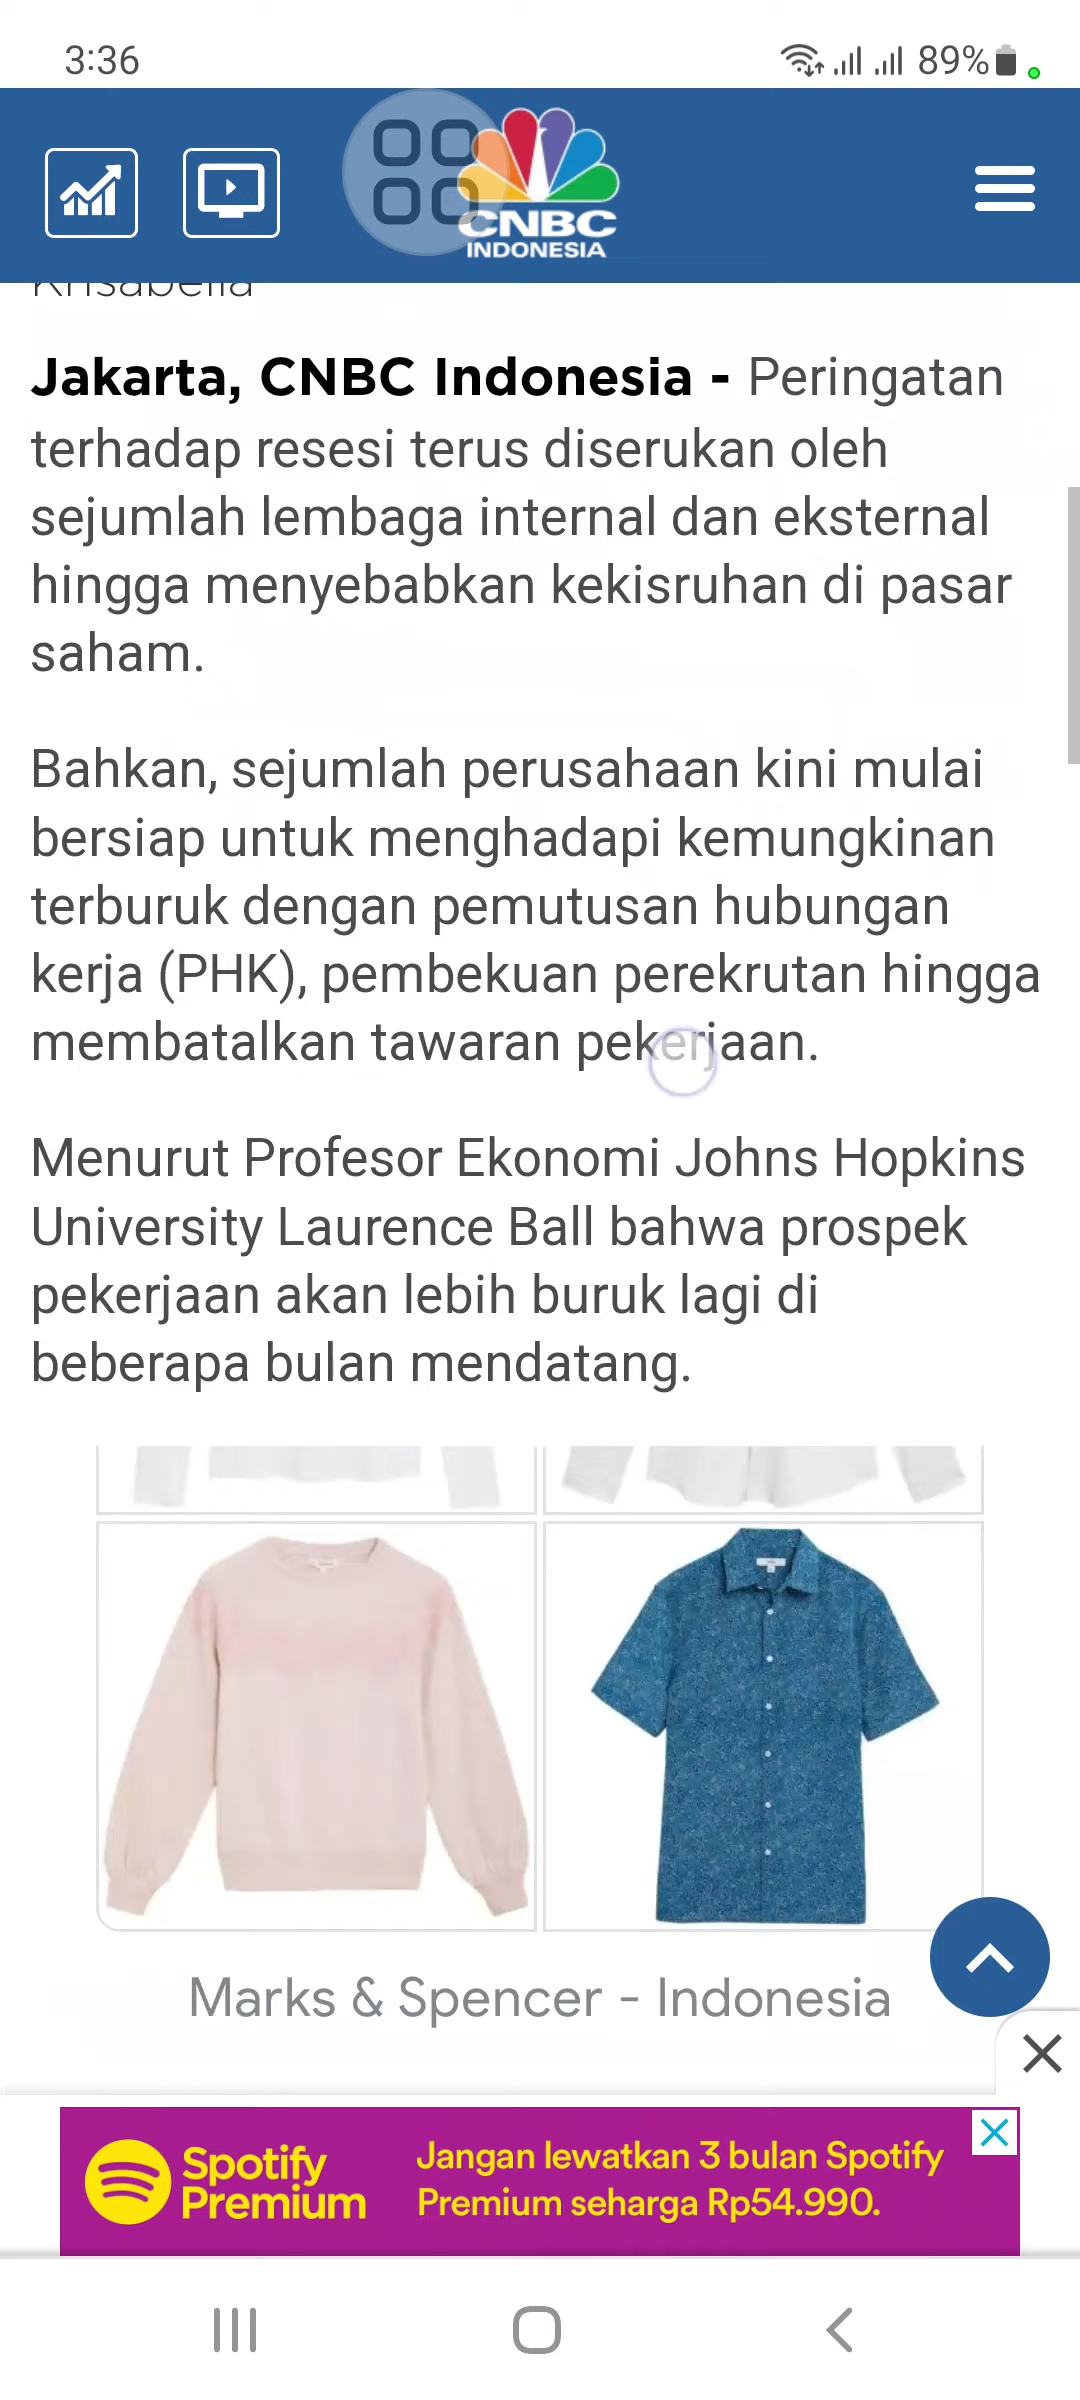 3:36
89%
CNBC
INDONESIA
Krisabella
Jakarta, CNBC Indonesia - Peringatan
terhadap resesi terus diserukan oleh
sejumlah lembaga internal dan eksternal
hingga menyebabkan kekisruhan di pasar
saham.
Bahkan, sejumlah perusahaan kini mulai
bersiap untuk menghadapi kemungkinan
terburuk dengan pemutusan hubungan
kerja (PHK), pembekuan perekrutan hingga
membatalkan tawaran pekerjaan.
Menurut Profesor Ekonomi Johns Hopkins
University Laurence Ball bahwa prospek
pekerjaan akan lebih buruk lagi di
beberapa bulan mendatang.
Marks & Spencer - Indonesia
Spotify
Premium
Jangan lewatkan 3 bulan Spotify
Premium seharga Rp54.990.